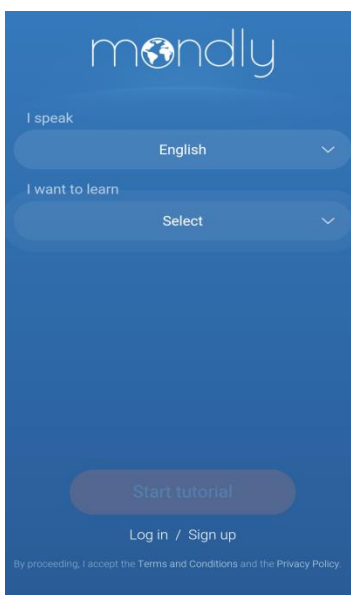 mondly
I speak
English
I want to learn
Select
Start tutorial
Log in / Sign up
By proceeding, I accept the Terms and Conditions and the Privacy Policy.